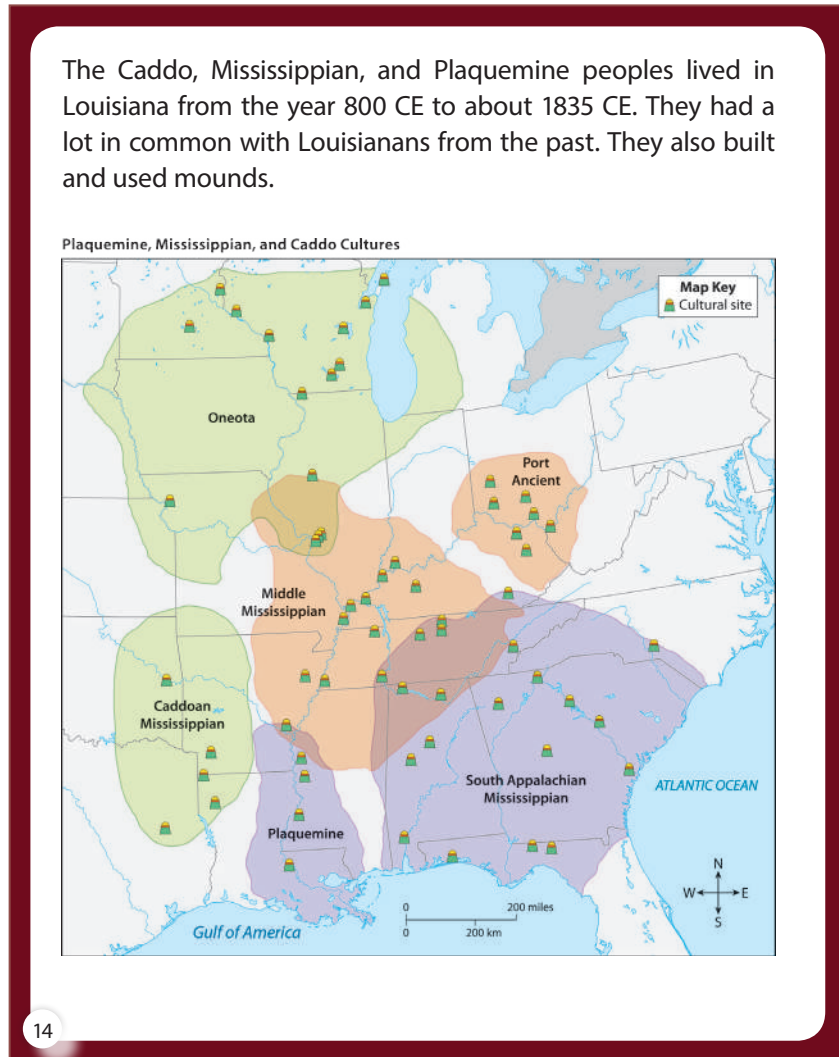 The Caddo, Mississippian, and Plaquemine peoples lived in
Louisiana from the year 800 CE to about 1835 CE. They had a
lot in common with Louisianans from the past. They also built
and used mounds.
Plaquemine, Mississippian, and Caddo Cultures
Map Key
Cultural site
Oneota
Port
Ancient
Middle
Mississippian
Caddoan
Mississippian
South Appalachian
Mississippian
ATLANTIC OCEAN
Plaquemine
N
W E
S
0 200 miles
0 200 km
Gulf of America
14